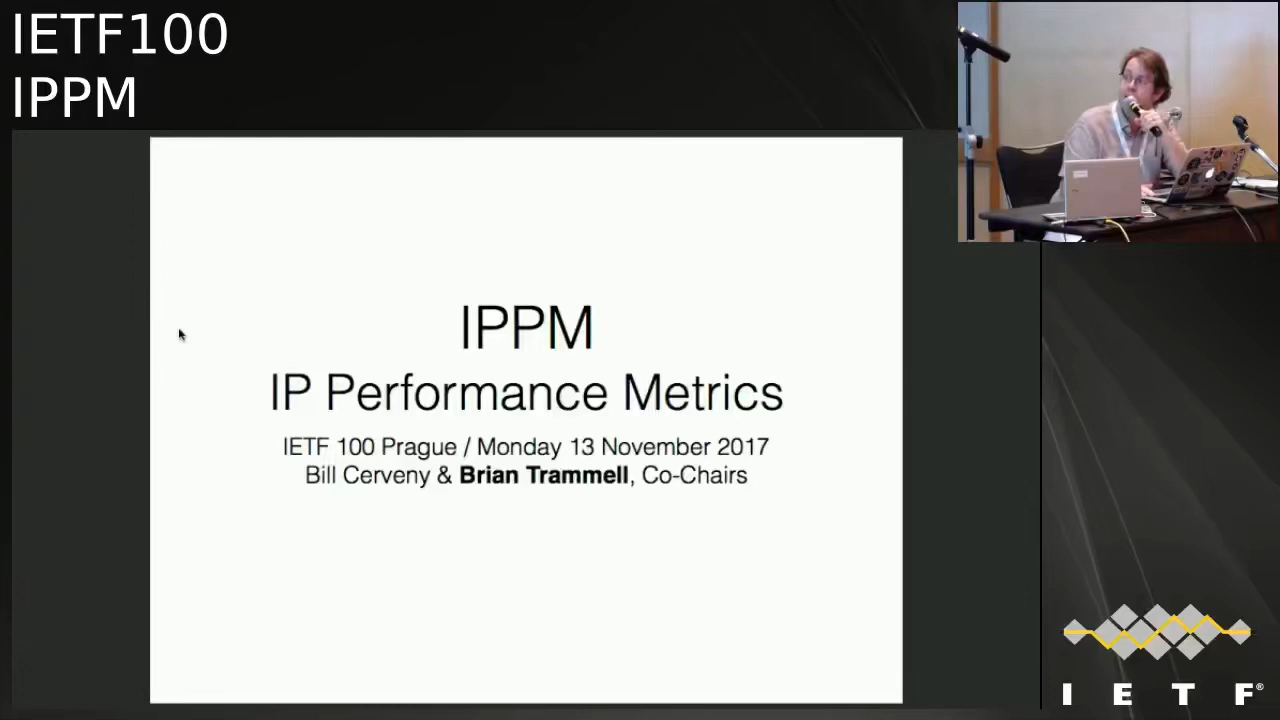 IETF100
IPPM
IPPM
IP Performance Metrics
IETF 100 Prague / Monday 13 November 2017
Bill Cerveny & Brian Trammell, Co-Chairs
I E T F®